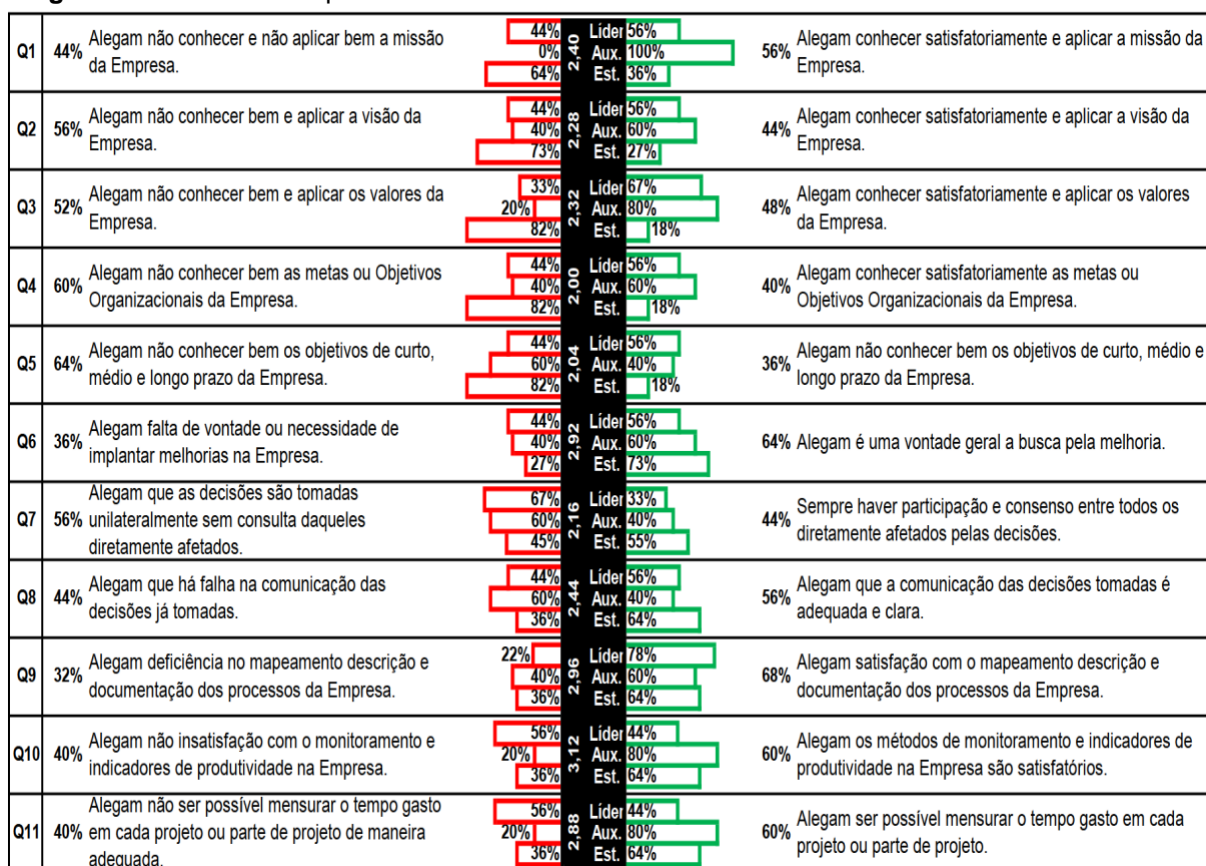 Q1
44%
Alegam não conhecer e não aplicar bem a missão
da Empresa.
44%
0%
64%
2,40
Líder 56%
Aux. 100%
Est. 36%
56%
Alegam conhecer satisfatoriamente e aplicar a missão da
Empresa.
Q2
56%
Alegam não conhecer bem e aplicar a visão da
Empresa.
44%
40%
73%
2,28
Líder 56%
Aux. 60%
Est. 27%
44%
Alegam conhecer satisfatoriamente e aplicar a visão da
Empresa.
Q3
52%
Alegam não conhecer bem e aplicar os valores da
Empresa.
33%
20%
82%
2,32
Líder 67%
Aux. 80%
Est. 18%
48%
Alegam conhecer satisfatoriamente e aplicar os valores
da Empresa.
Q4
60%
Alegam não conhecer bem as metas ou Objetivos
Organizacionais da Empresa.
44%
40%
82%
2,00
Líder 56%
Aux. 60%
Est. 18%
40%
Alegam conhecer satisfatoriamente as metas ou
Objetivos Organizacionais da Empresa.
Q5
64%
Alegam não conhecer bem os objetivos de curto,
médio e longo prazo da Empresa.
44%
60%
82%
2,04
Líder 56%
Aux. 40%
Est. 18%
36%
Alegam não conhecer bem os objetivos de curto, médio e
longo prazo da Empresa.
Q6
36%
Alegam falta de vontade ou necessidade de
implantar melhorias na Empresa.
44%
40%
27%
2,92
Líder 56%
Aux. 60%
Est. 73%
64%
Alegam é uma vontade geral a busca pela melhoria.
Q7
56%
Alegam que as decisões são tomadas
unilateralmente sem consulta daqueles
diretamente afetados.
67%
60%
45%
2,16
Líder 33%
Aux. 40%
Est. 55%
44%
Sempre haver participação e consenso entre todos os
diretamente afetados pelas decisões.
Q8
44%
Alegam que há falha na comunicação das
decisões já tomadas.
44%
60%
36%
2,44
Líder 56%
Aux. 40%
Est. 64%
56%
Alegam que a comunicação das decisões tomadas é
adequada e clara.
Q9
32%
Alegam deficiência no mapeamento descrição e
documentação dos processos da Empresa.
22%
40%
36%
2,96
Líder 78%
Aux. 60%
Est. 64%
68%
Alegam satisfação com o mapeamento descrição e
documentação dos processos da Empresa.
Q10
40%
Alegam não insatisfação com o monitoramento e
indicadores de produtividade na Empresa.
56%
20%
36%
3,12
Líder 44%
Aux. 80%
Est. 64%
60%
Alegam os métodos de monitoramento e indicadores de
produtividade na Empresa são satisfatórios.
Q11
40%
Alegam não ser possível mensurar o tempo gasto
em cada projeto ou parte de projeto de maneira
adequada.
56%
20%
36%
2,88
Líder 44%
Aux. 80%
Est. 64%
60%
Alegam ser possível mensurar o tempo gasto em cada
projeto ou parte de projeto.